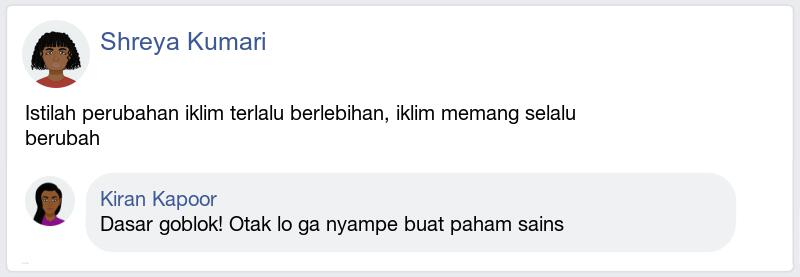 Shreya Kumari
Istilah perubahan iklim terlalu berlebihan, iklim memang selalu
berubah
Kiran Kapoor
Dasar goblok! Otak lo ga nyampe buat paham sains